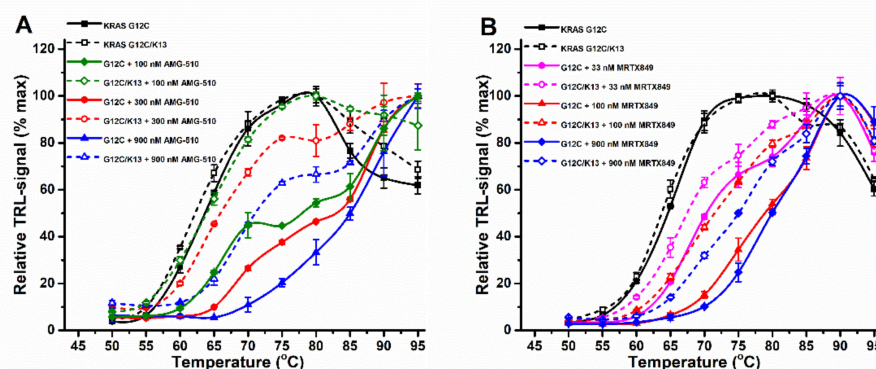 A
KRAS G12C
KRAS G12C/K13
G12C + 100 nM AMG-510
G12C/K13 + 100 nM AMG-510
G12C + 300 nM AMG-510
G12C/K13 + 300 nM AMG-510
G12C + 900 nM AMG-510
G12C/K13 + 900 nM AMG-510
Relative TRL-signal (% max)
120
100
80
60
40
20
0
45 50 55 60 65 70 75 80 85 90 95
Temperature (°C)
B
KRAS G12C
KRAS G12C/K13
G12C + 33 nM MRTX849
G12C/K13 + 33 nM MRTX849
G12C + 100 nM MRTX849
G12C/K13 + 100 nM MRTX849
G12C + 900 nM MRTX849
G12C/K13 + 900 nM MRTX849
Relative TRL-signal (% max)
120
100
80
60
40
20
0
45 50 55 60 65 70 75 80 85 90 95
Temperature (°C)